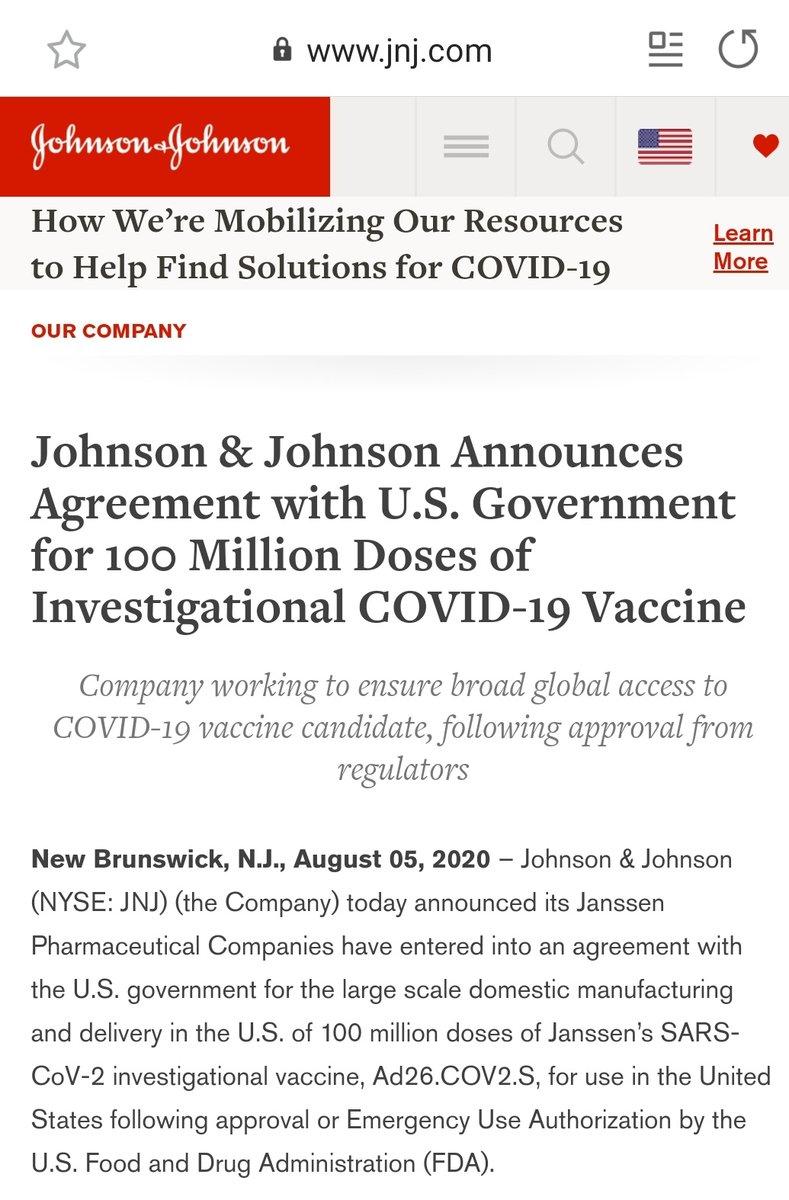 www.jnj.com
Johnson & Johnson
How We’re Mobilizing Our Resources
to Help Find Solutions for COVID-19
Learn
More
OUR COMPANY
Johnson & Johnson Announces
Agreement with U.S. Government
for 100 Million Doses of
Investigational COVID-19 Vaccine
Company working to ensure broad global access to
COVID-19 vaccine candidate, following approval from
regulators
New Brunswick, N.J., August 05, 2020 – Johnson & Johnson
(NYSE: JNJ) (the Company) today announced its Janssen
Pharmaceutical Companies have entered into an agreement with
the U.S. government for the large scale domestic manufacturing
and delivery in the U.S. of 100 million doses of Janssen’s SARS-
CoV-2 investigational vaccine, Ad26.COV2.S, for use in the United
States following approval or Emergency Use Authorization by the
U.S. Food and Drug Administration (FDA).